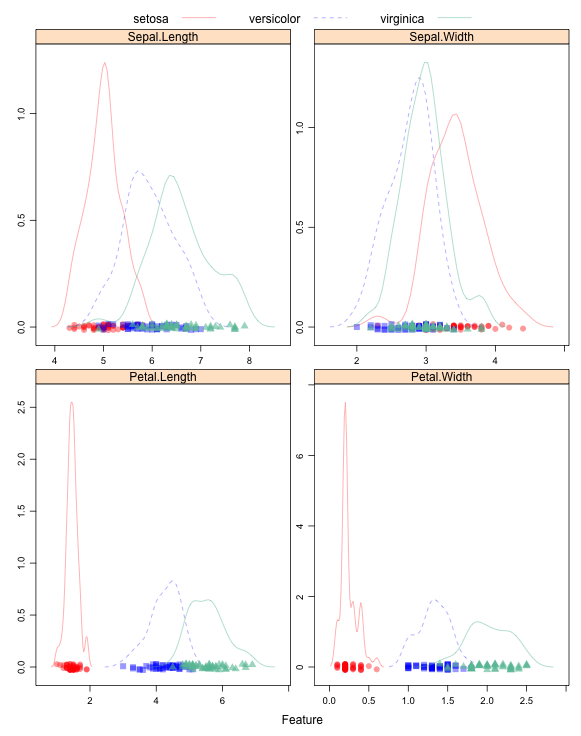 setosa versicolor virginica
Sepal.Length Sepal.Width
0.0 0.5 1.0
4 5 6 7 8
0.0 0.5 1.0
2 3 4
Petal.Length Petal.Width
0.0 0.5 1.0 1.5 2.0 2.5
2 4 6
0 2 4 6
0.0 0.5 1.0 1.5 2.0 2.5
Feature